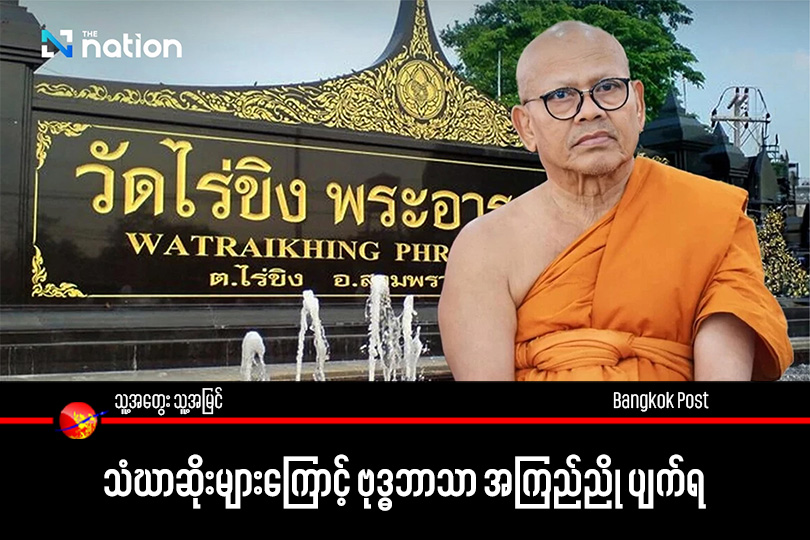 THE nation
วัดไร่ขิง พระอาร
WATRAIKHING PHR
ต.ไร่ขิง อ.สามพรา
သူ့အတွေး သူ့အမြင်
Bangkok Post
သံဃာဆိုးများကြောင့် ဗုဒ္ဓဘာသာ အကြည်ညို ပျက်ရ